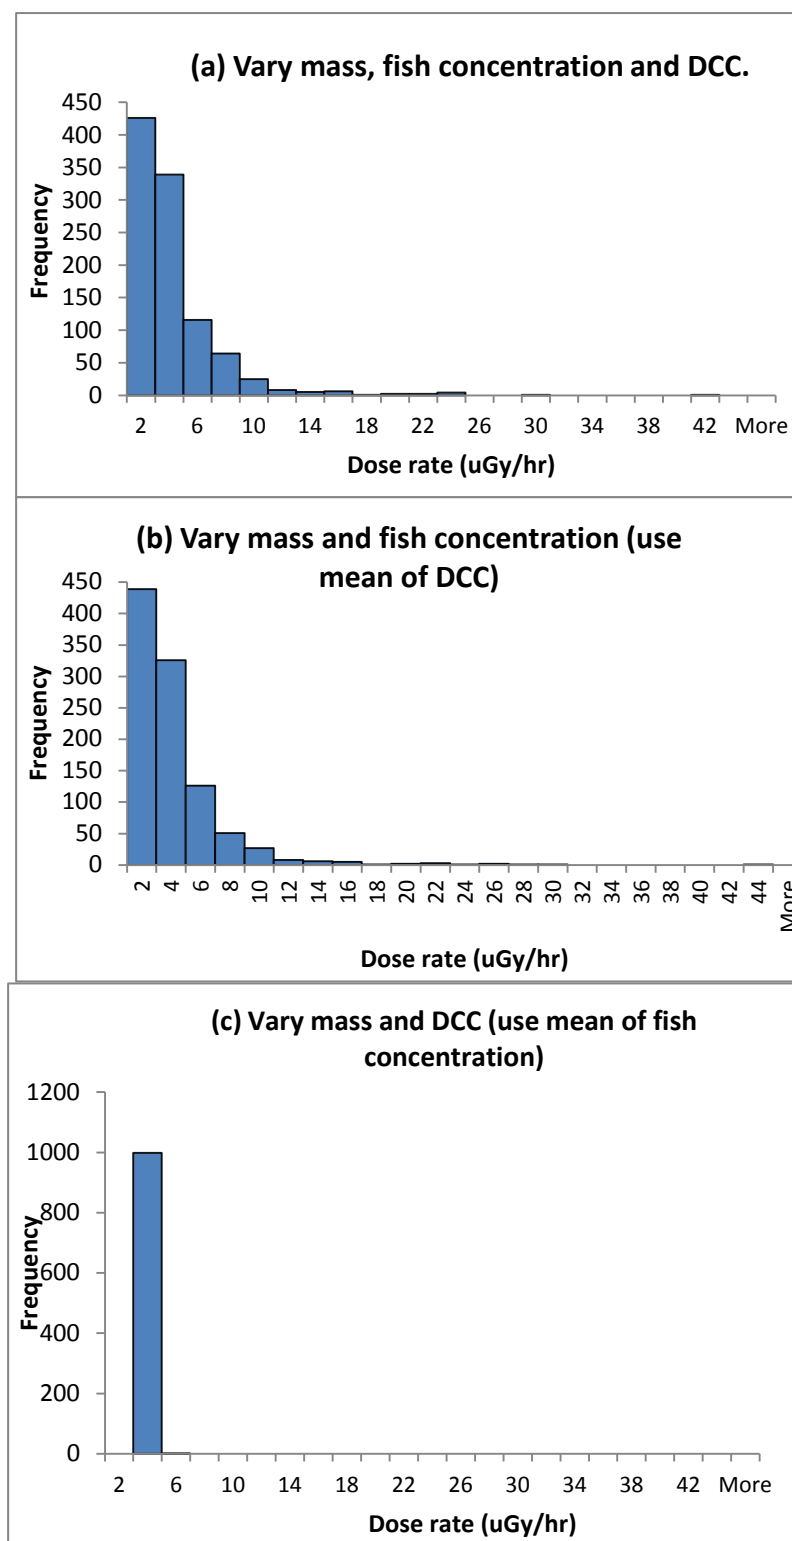 (a) Vary mass, fish concentration and DCC.
450
400
350
300
250
200
150
100
50
0
Frequency
2 6 10 14 18 22 26 30 34 38 42 More
Dose rate (uGy/hr)
(b) Vary mass and fish concentration (use
mean of DCC)
450
400
350
300
250
200
150
100
50
0
Frequency
2 4 6 8 10 12 14 16 18 20 22 24 26 28 30 32 34 36 38 40 42 44 More
Dose rate (uGy/hr)
(c) Vary mass and DCC (use mean of fish
concentration)
1200
1000
800
600
400
200
0
Frequency
2 6 10 14 18 22 26 30 34 38 42 More
Dose rate (uGy/hr)